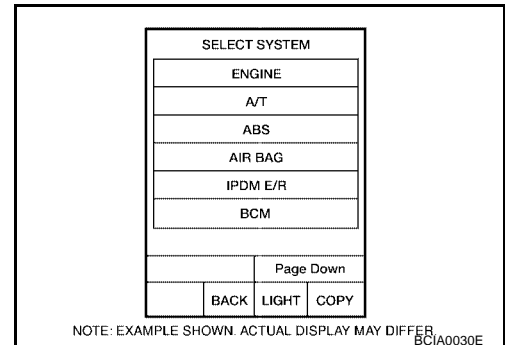 SELECT SYSTEM
ENGINE
A/T
ABS
AIR BAG
IPDM E/R
BCM
Page Down
BACK LIGHT COPY
NOTE: EXAMPLE SHOWN. ACTUAL DISPLAY MAY DIFFER.
BCIA0030E